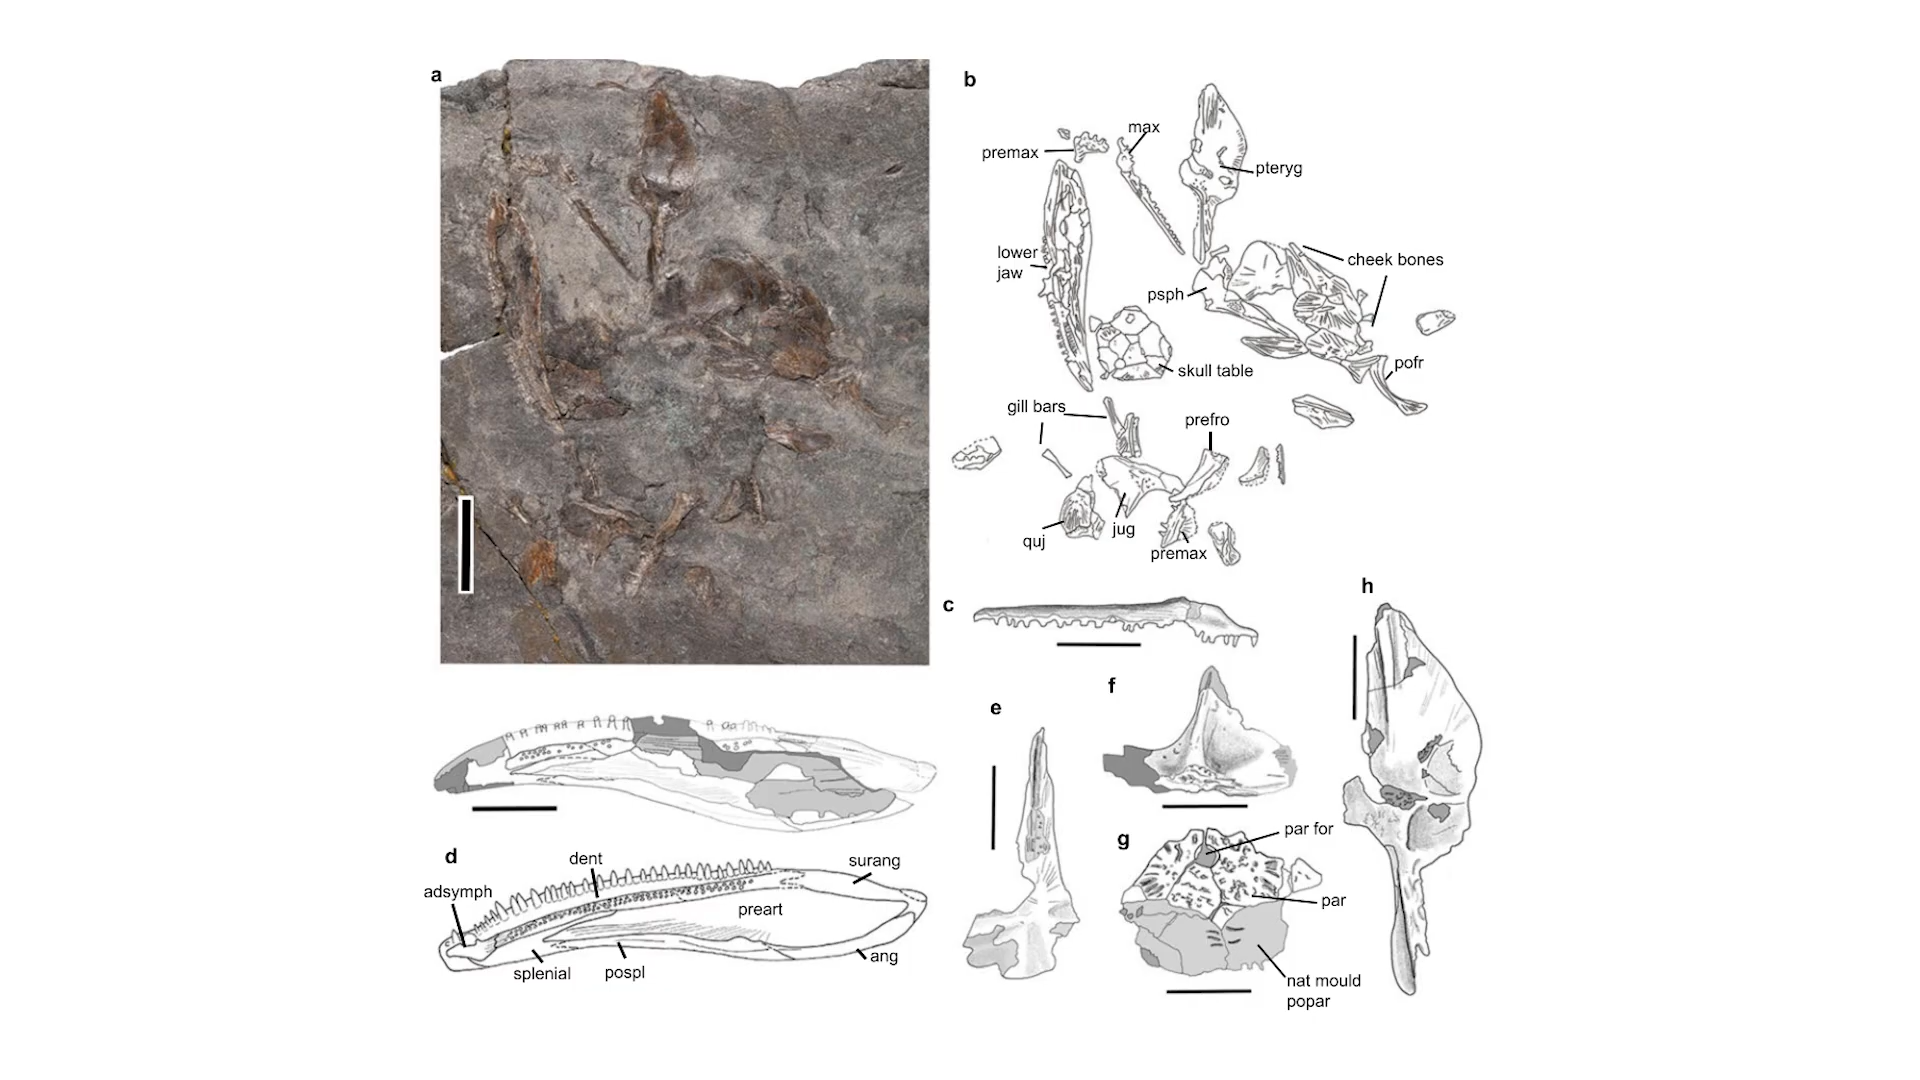 a
b
max
premax
pteryg
lower
jaw
cheek bones
psph
pofr
skull table
gill bars
prefro
quj
jug
premax
c
h
f
e
g
par for
par
nat mould
popar
d
dent
surang
adsymph
preart
splenial
pospl
ang